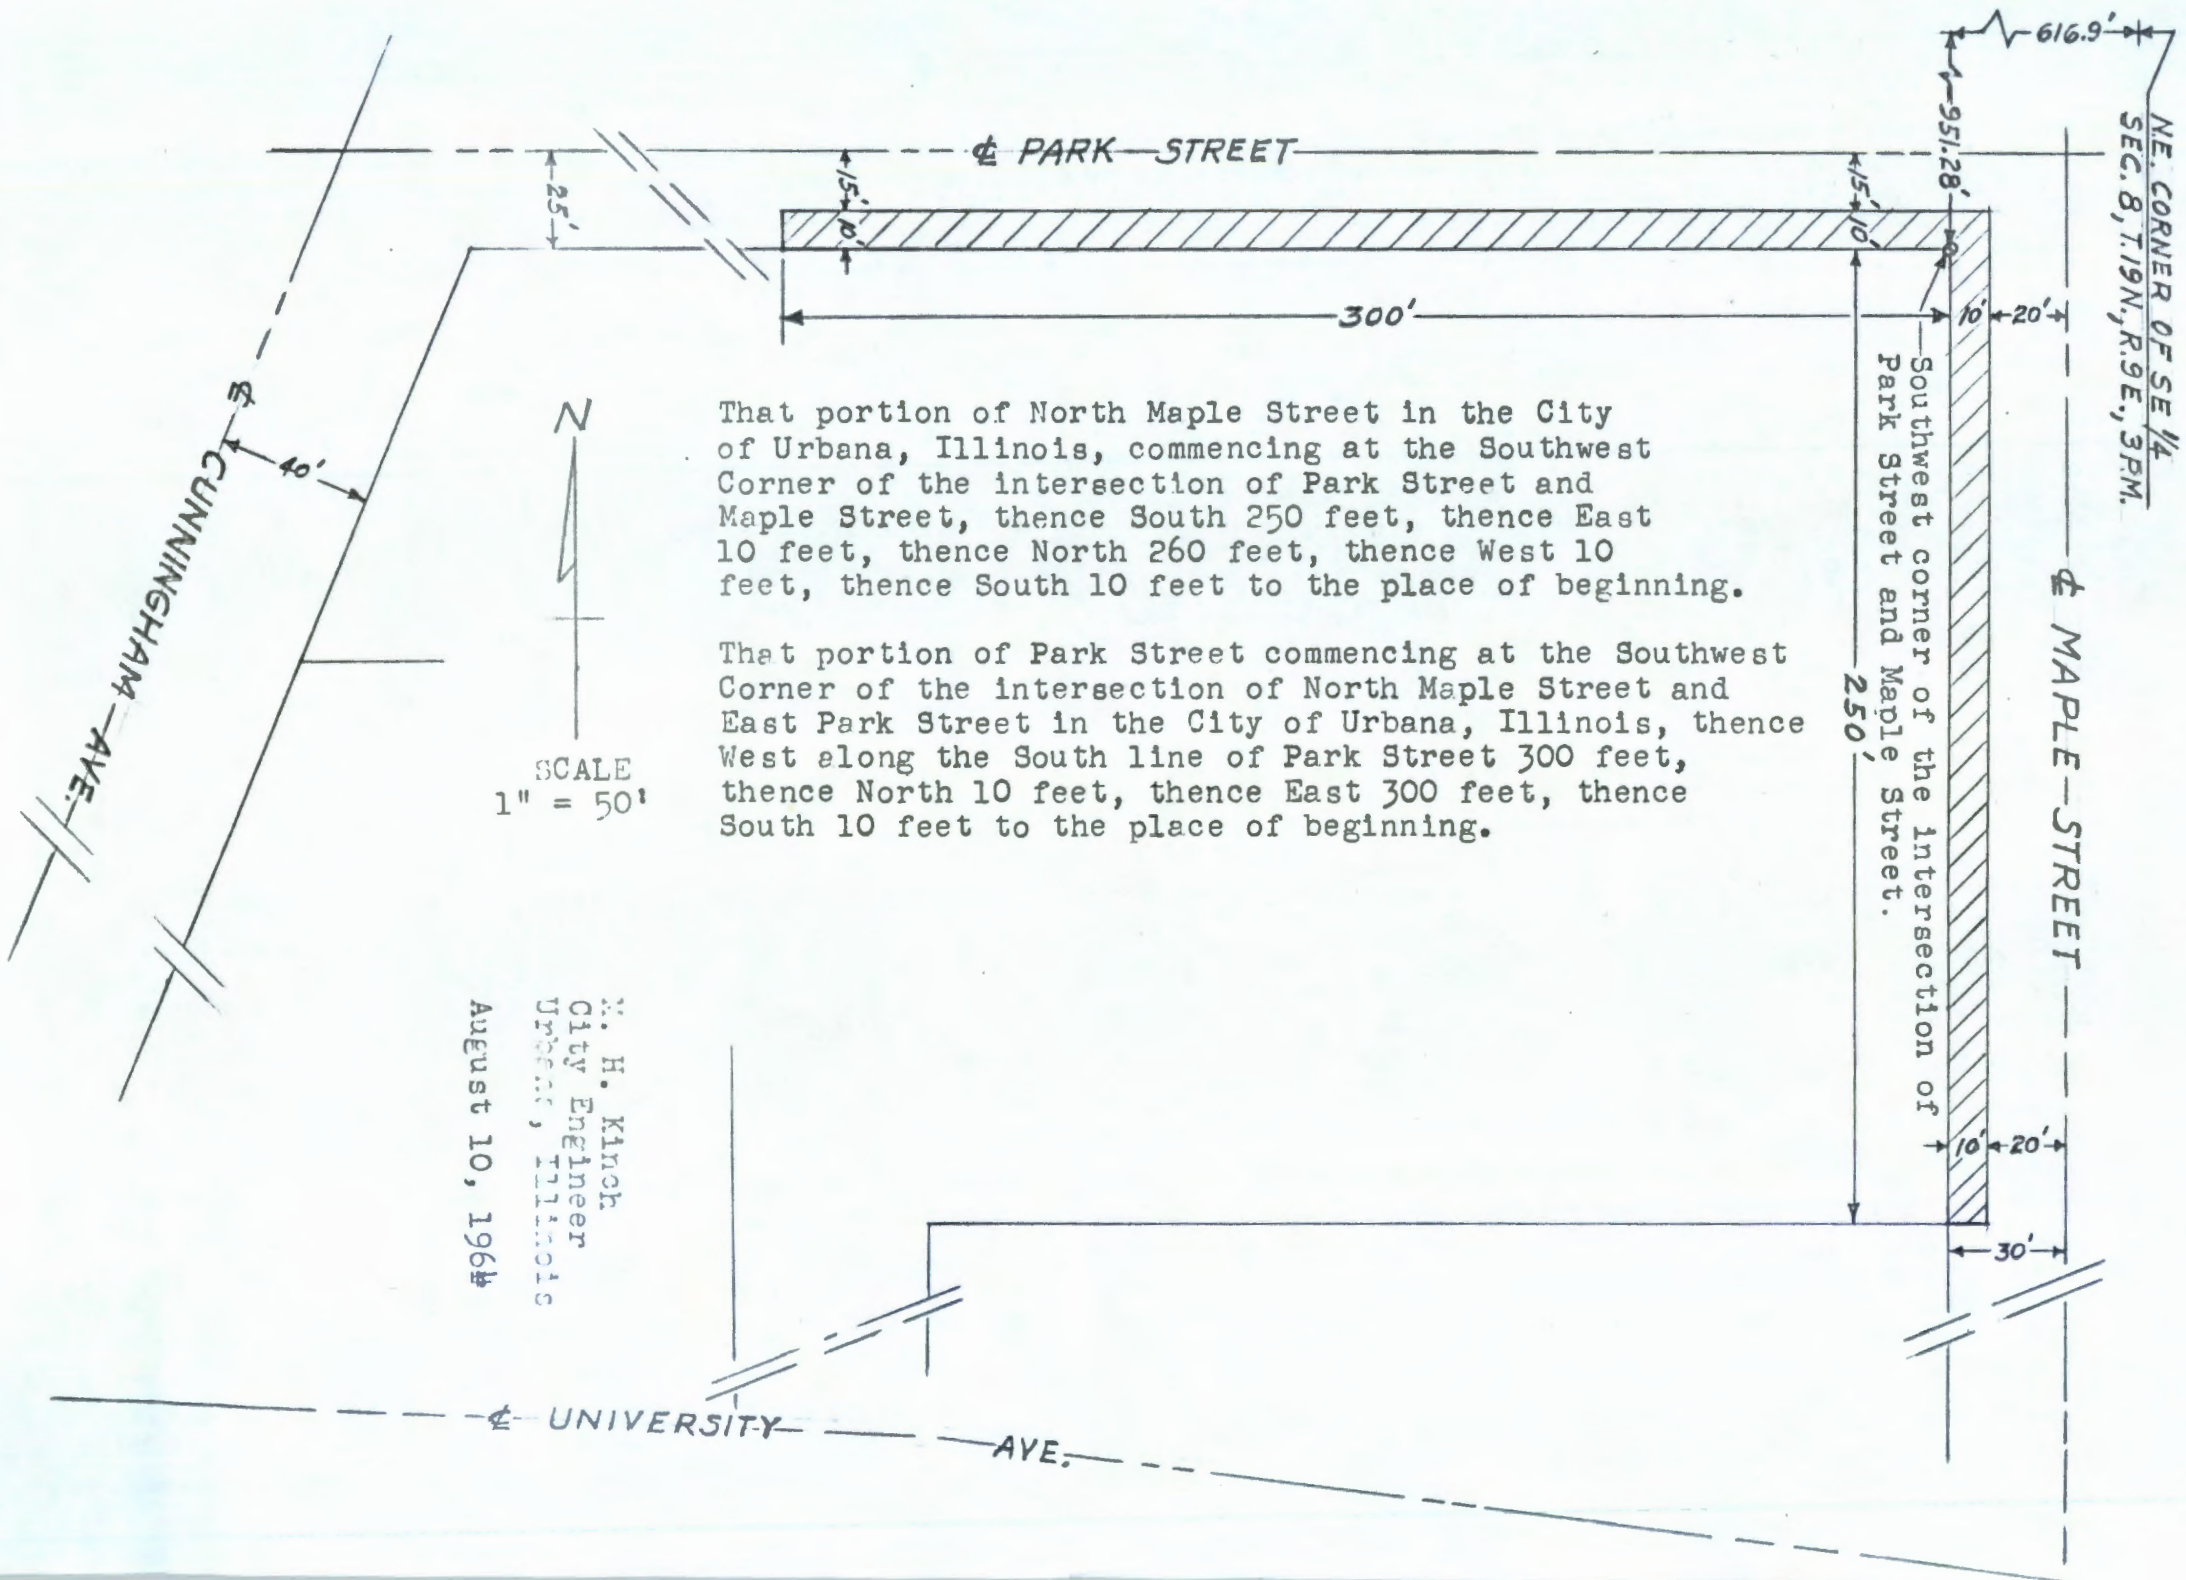 616.9'
951.28'
N.E. CORNER OF SE 1/4
SEC. 8, T.19N., R.9E., 3P.M.
℄ PARK STREET
25'
15'
10'
15'
10'
300'
10'
20'
Southwest corner of the intersection of
Park Street and Maple Street.
℄ MAPLE STREET
℄ CUNNINGHAM AVE.
40'
N
SCALE
1" = 50'
That portion of North Maple Street in the City
of Urbana, Illinois, commencing at the Southwest
Corner of the intersection of Park Street and
Maple Street, thence South 250 feet, thence East
10 feet, thence North 260 feet, thence West 10
feet, thence South 10 feet to the place of beginning.
That portion of Park Street commencing at the Southwest
Corner of the intersection of North Maple Street and
East Park Street in the City of Urbana, Illinois, thence
West along the South line of Park Street 300 feet,
thence North 10 feet, thence East 300 feet, thence
South 10 feet to the place of beginning.
250'
H. Kinch
City Engineer
Urbana, Illinois
August 10, 1964
10'
20'
30'
℄ UNIVERSITY AVE.